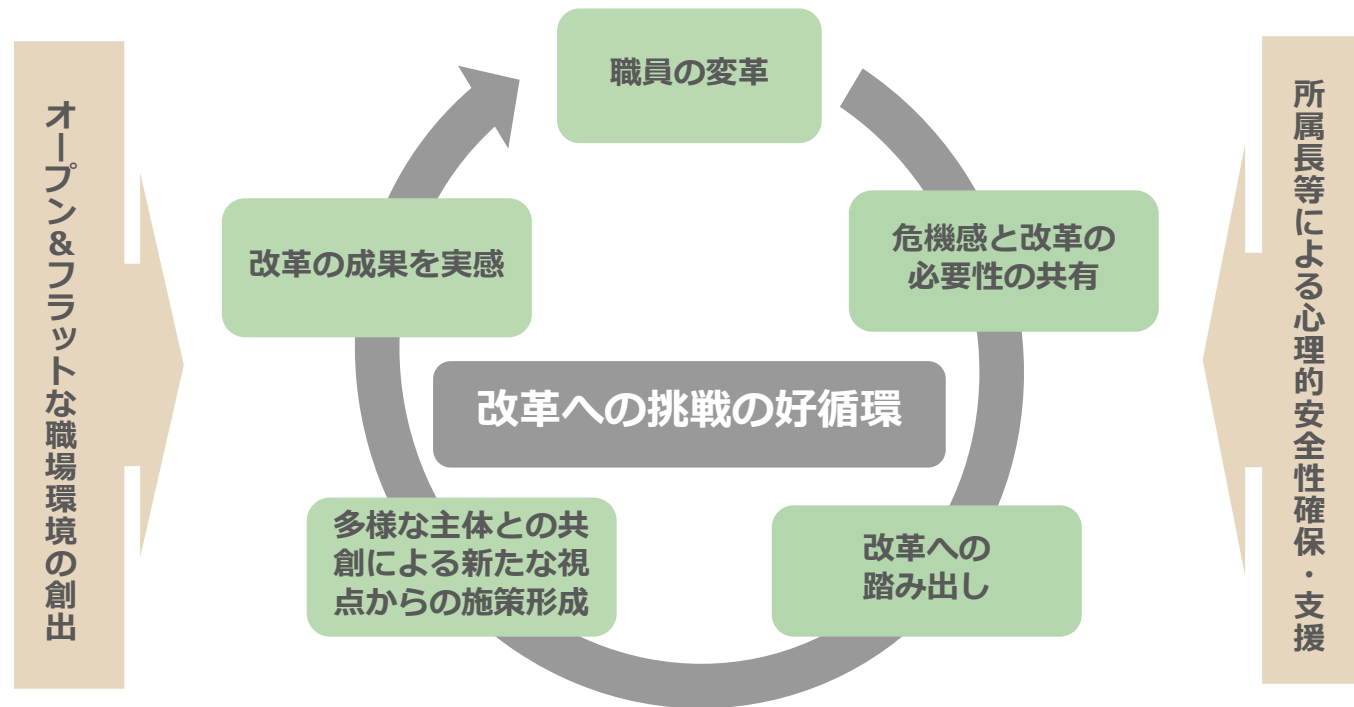 オープン&フラットな職場環境の創出
職員の変革
危機感と改革の
必要性の共有
改革への
踏み出し
多様な主体との共
創による新たな視
点からの施策形成
改革の成果を実感
改革への挑戦の好循環
所属長等による心理的安全性確保・支援